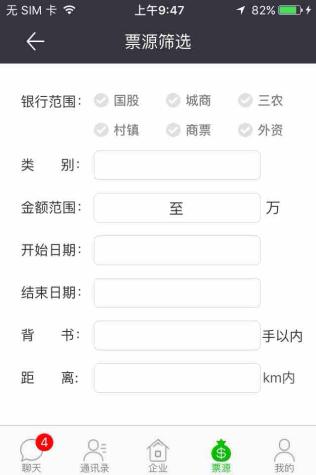 无 SIM 卡 上午9:47 82%
票源筛选
银行范围： 国股 城商 三农
村镇 商票 外资
类 别：
金额范围： 至 万
开始日期：
结束日期：
背 书： 手以内
距 离： km内
4
聊天 通讯录 企业 票源 我的